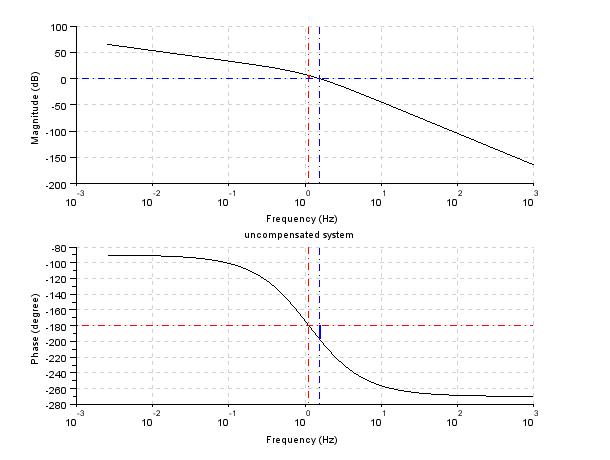 100
50
0
-50
-100
-150
-200
Magnitude (dB)
10^-3 10^-2 10^-1 10^0 10^1 10^2 10^3
Frequency (Hz)
uncompensated system
-80
-100
-120
-140
-160
-180
-200
-220
-240
-260
-280
Phase (degree)
10^-3 10^-2 10^-1 10^0 10^1 10^2 10^3
Frequency (Hz)